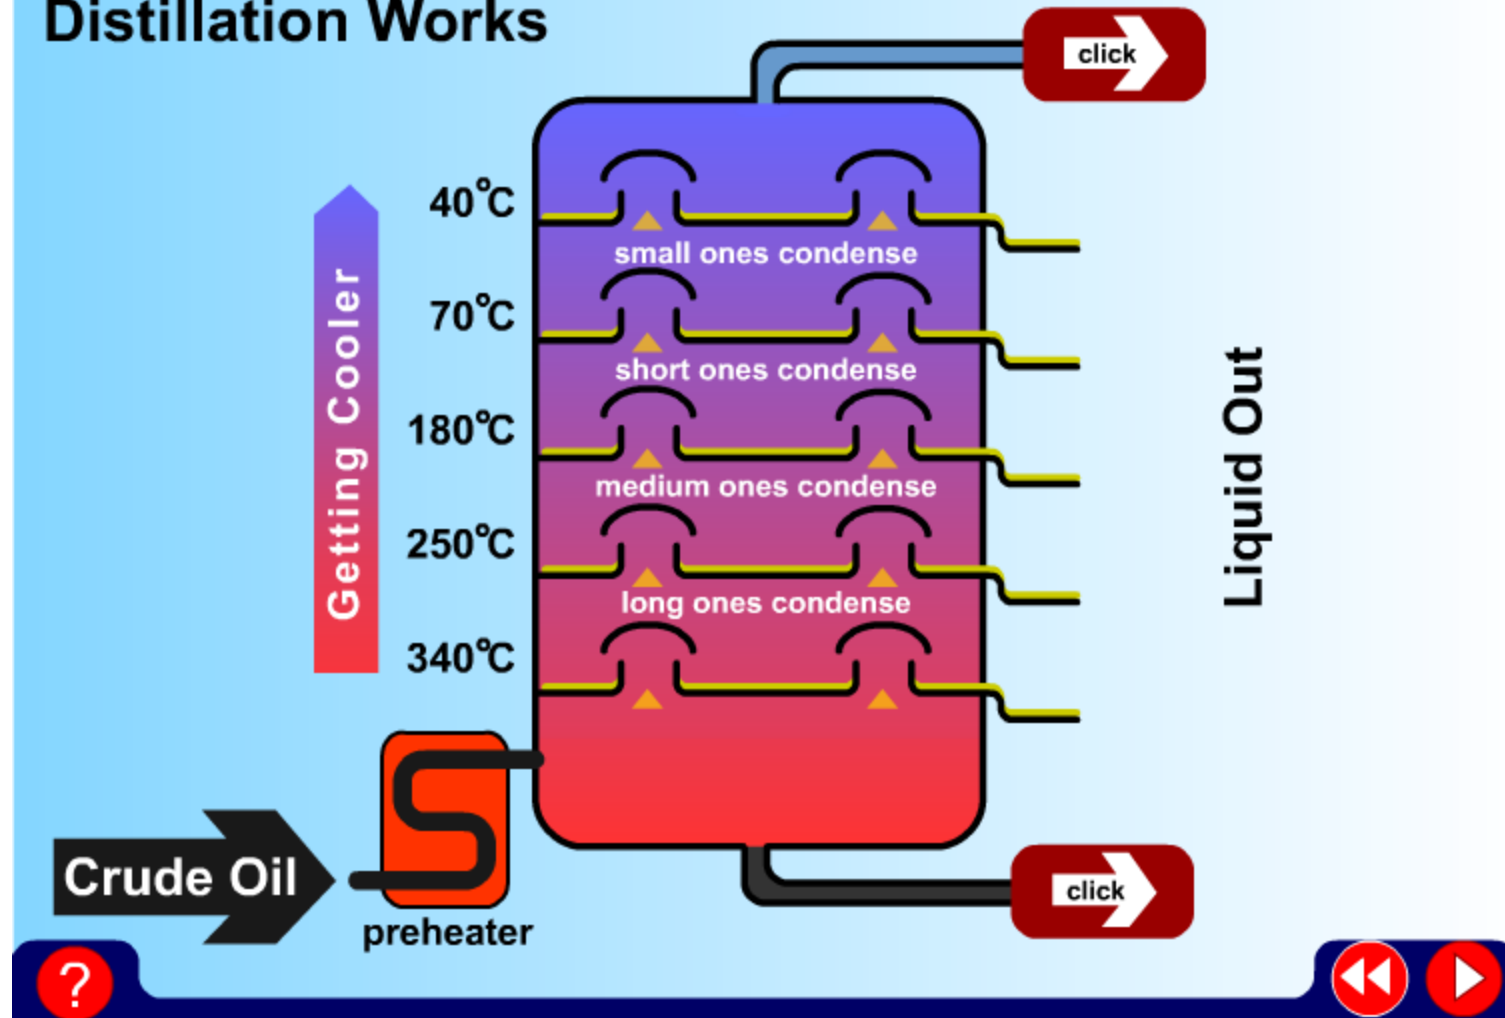 Distillation Works
click
40°C
small ones condense
70°C
short ones condense
180°C
medium ones condense
250°C
long ones condense
340°C
Getting Cooler
Liquid Out
Crude Oil
preheater
click
?